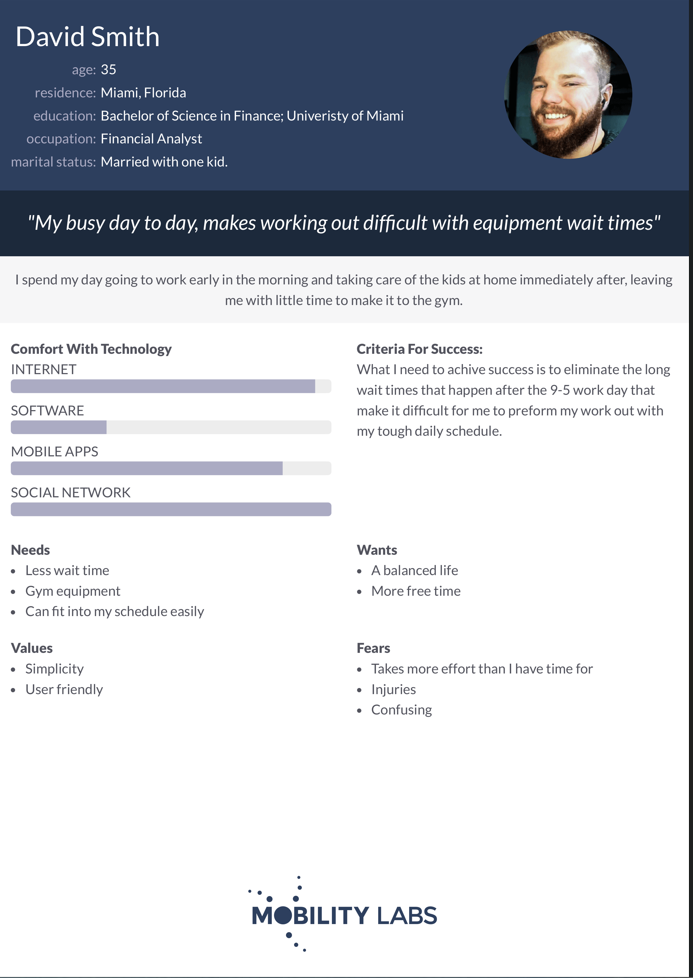 David Smith
age: 35
residence: Miami, Florida
education: Bachelor of Science in Finance; Univeristy of Miami
occupation: Financial Analyst
marital status: Married with one kid.
"My busy day to day, makes working out difficult with equipment wait times"
I spend my day going to work early in the morning and taking care of the kids at home immediately after, leaving
me with little time to make it to the gym.
Comfort With Technology
INTERNET
SOFTWARE
MOBILE APPS
SOCIAL NETWORK
Criteria For Success:
What I need to achive success is to eliminate the long
wait times that happen after the 9-5 work day that
make it difficult for me to preform my work out with
my tough daily schedule.
Needs
• Less wait time
• Gym equipment
• Can fit into my schedule easily
Wants
• A balanced life
• More free time
Values
• Simplicity
• User friendly
Fears
• Takes more effort than I have time for
• Injuries
• Confusing
MOBILITY LABS